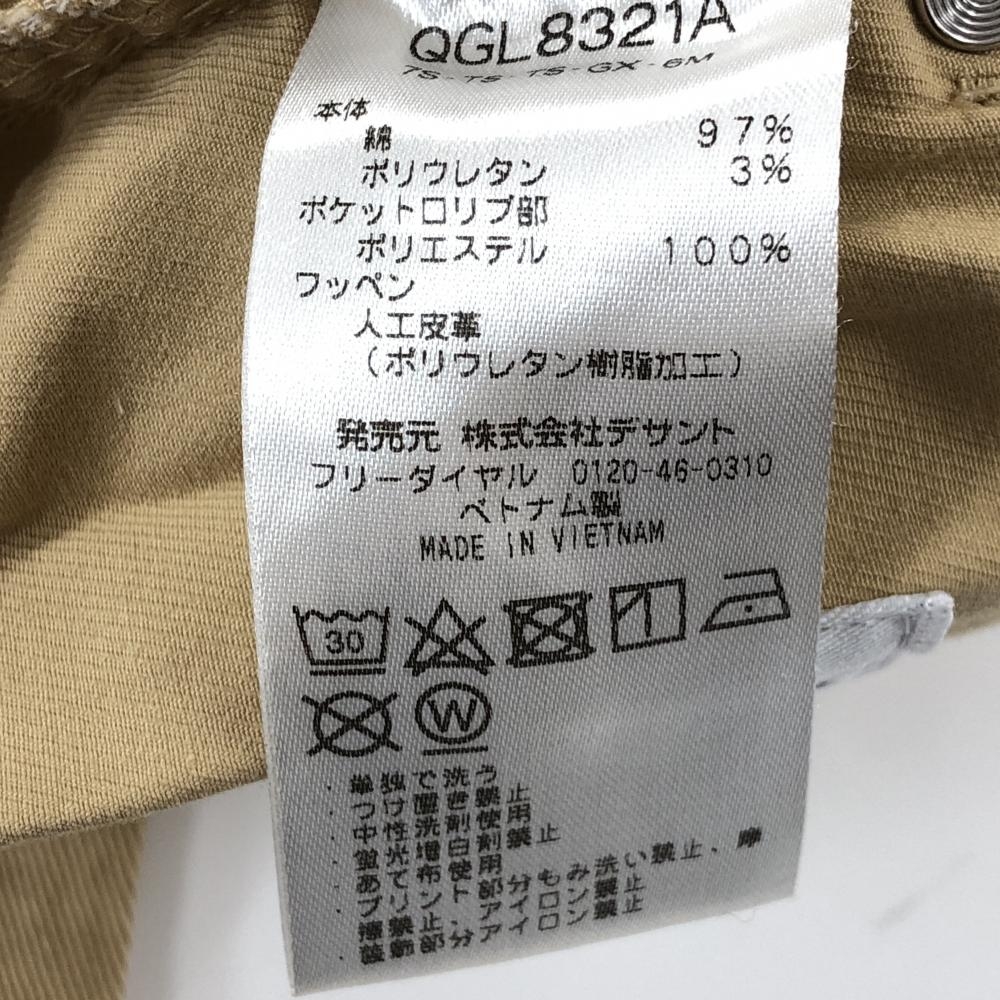 QGL8321A
7S-TS-TS-GX-6M
本体
綿 97%
ポリウレタン 3%
ポケット口リブ部
ポリエステル 100%
ワッペン
人工皮革
(ポリウレタン樹脂加工)
発売元 株式会社デサント
フリーダイヤル 0120-46-0310
ベトナム製
MADE IN VIETNAM
30
W
・単独で洗う
・つけ置き禁止
・中性洗剤使用
・蛍光増白剤禁止
・あて布使用
・プリント部分もみ洗い禁止、摩
擦禁止、アイロン禁止
・装飾部分アイロン禁止